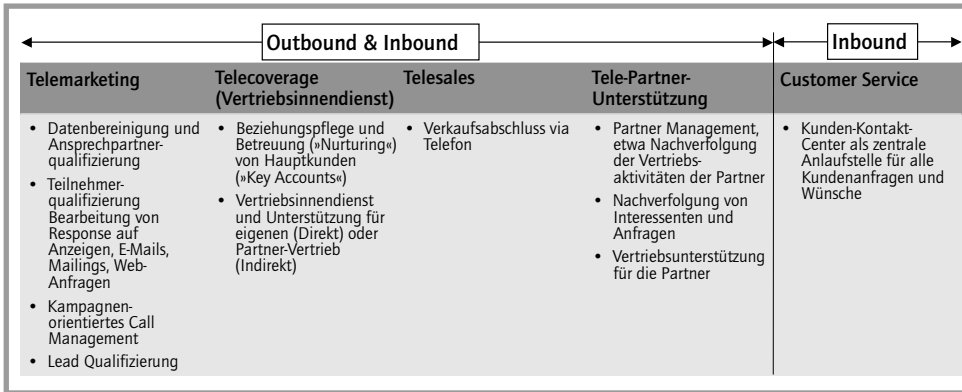 Outbound & Inbound
Inbound
Telemarketing
Telecoverage
(Vertriebsinnendienst)
Telesales
Tele-Partner-
Unterstützung
Customer Service
• Datenbereinigung und
Ansprechpartner-
qualifizierung
• Teilnehmer-
qualifizierung
Bearbeitung von
Response auf
Anzeigen, E-Mails,
Mailings, Web-
Anfragen
• Kampagnen-
orientiertes Call
Management
• Lead Qualifizierung
• Beziehungspflege und
Betreuung (»Nurturing«)
von Hauptkunden
(»Key Accounts«)
• Vertriebsinnendienst
und Unterstützung für
eigenen (Direkt) oder
Partner-Vertrieb
(Indirekt)
• Verkaufsabschluss via
Telefon
• Partner Management,
etwa Nachverfolgung
der Vertriebs-
aktivitäten der Partner
• Nachverfolgung von
Interessenten und
Anfragen
• Vertriebsunterstützung
für die Partner
• Kunden-Kontakt-
Center als zentrale
Anlaufstelle für alle
Kundenanfragen und
Wünsche